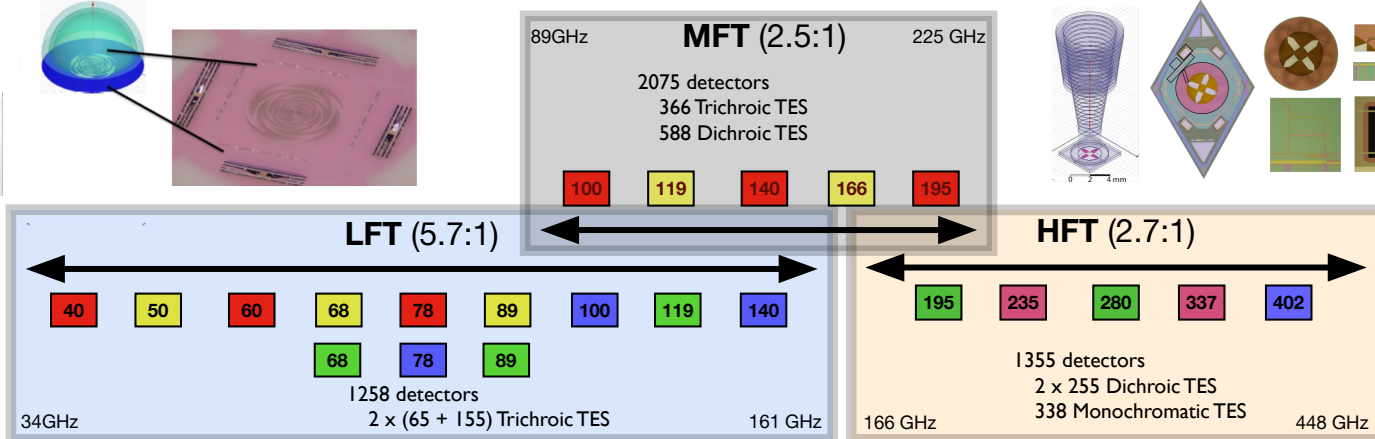 89GHz
MFT (2.5:1)
225 GHz
2075 detectors
366 Trichroic TES
588 Dichroic TES
100 119 140 166 195
0 2 4 mm
LFT (5.7:1)
40 50 60 68 78 89 100 119 140
68 78 89
1258 detectors
2 x (65 + 155) Trichroic TES
34GHz
161 GHz
HFT (2.7:1)
195 235 280 337 402
1355 detectors
2 x 255 Dichroic TES
338 Monochromatic TES
166 GHz
448 GHz